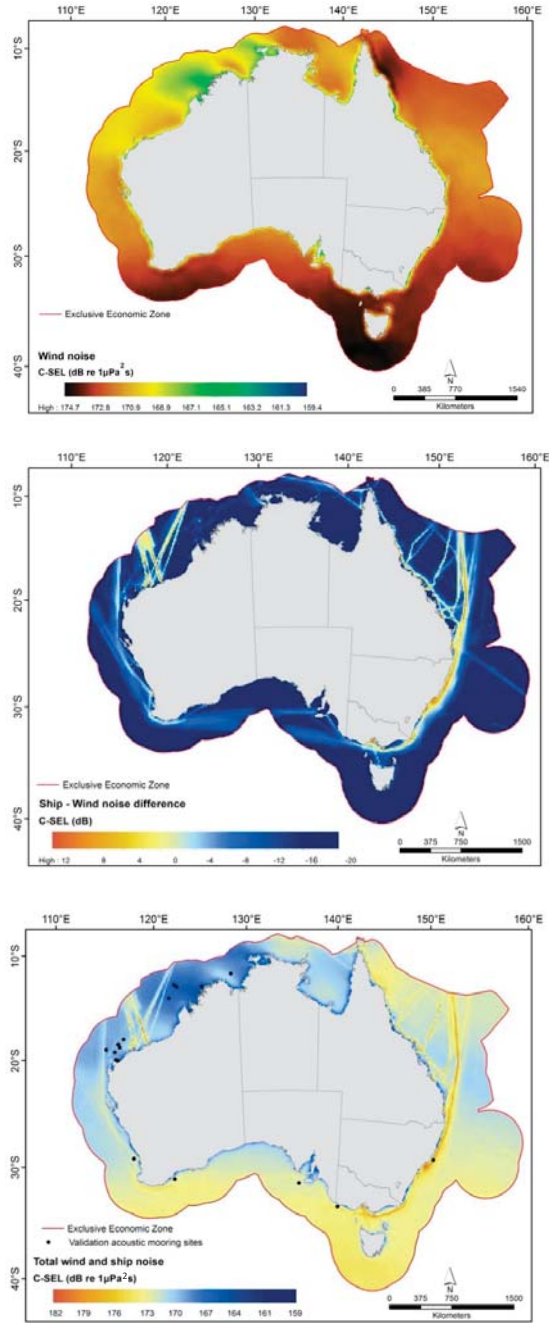 110°E 120°E 130°E 140°E 150°E 160°E
10°S
20°S
30°S
40°S
Exclusive Economic Zone
Wind noise
C-SEL (dB re 1µPa²s)
High : 174.7 172.8 170.9 168.9 167.1 165.1 163.2 161.3 159.4
N
0 385 770 1540
Kilometers
110°E 120°E 130°E 140°E 150°E 160°E
10°S
20°S
30°S
40°S
Exclusive Economic Zone
Ship - Wind noise difference
C-SEL (dB)
High : 12 8 4 0 -4 -8 -12 -16 -20
N
0 375 750 1500
Kilometers
110°E 120°E 130°E 140°E 150°E 160°E
10°S
20°S
30°S
40°S
Exclusive Economic Zone
Validation acoustic mooring sites
Total wind and ship noise
C-SEL (dB re 1µPa²s)
182 179 176 173 170 167 164 161 159
N
0 375 750 1500
Kilometers